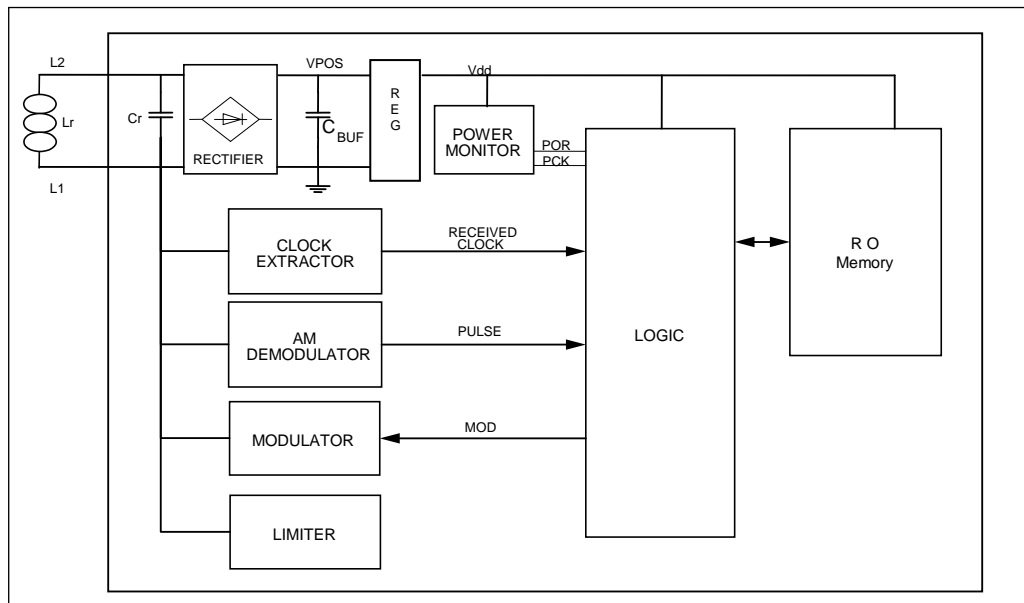 L2
VPOS
Vdd
R
E
G
Lr
Cr
C BUF
POWER
MONITOR
POR
PCK
RECTIFIER
L1
CLOCK
EXTRACTOR
RECEIVED
CLOCK
R O
Memory
AM
DEMODULATOR
PULSE
LOGIC
MODULATOR
MOD
LIMITER